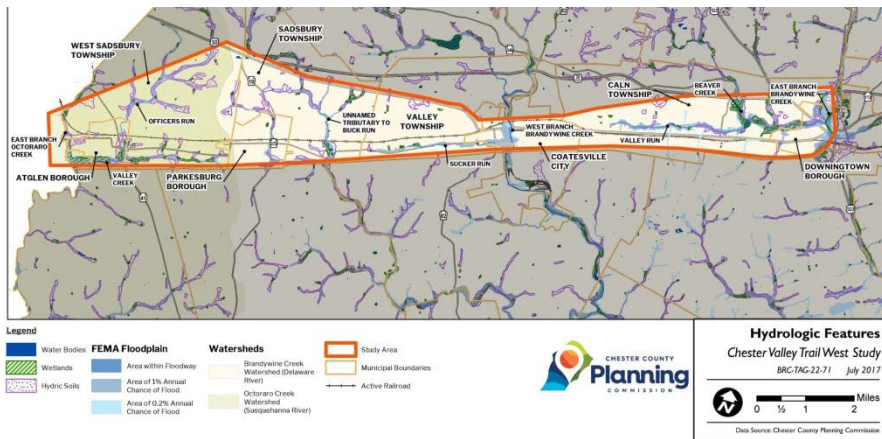 SADSBURY
TOWNSHIP
WEST SADSBURY
TOWNSHIP
30
10
CALN
TOWNSHIP
BEAVER
CREEK
EAST BRANCH
BRANDYWINE
CREEK
OFFICERS RUN
UNNAMED
TRIBUTARY TO
BUCK RUN
VALLEY
TOWNSHIP
WEST BRANCH
BRANDYWINE CREEK
VALLEY RUN
EAST BRANCH
OCTORARO
CREEK
ATGLEN BOROUGH
VALLEY
CREEK
PARKESBURG
BOROUGH
SUCKER RUN
COATESVILLE
CITY
DOWNINGTOWN
BOROUGH
41
82
Legend
Water Bodies
Wetlands
Hydric Soils
FEMA Floodplain
Area within Floodway
Area of 1% Annual
Chance of Flood
Area of 0.2% Annual
Chance of Flood
Watersheds
Brandywine Creek
Watershed (Delaware
River)
Octoraro Creek
Watershed
(Susquehanna River)
Study Area
Municipal Boundaries
Active Railroad
CHESTER COUNTY
Planning
COMMISSION
Hydrologic Features
Chester Valley Trail West Study
BRC-TAG-22-71 July 2017
N
Miles
0 ½ 1 2
Data Source: Chester County Planning Commission